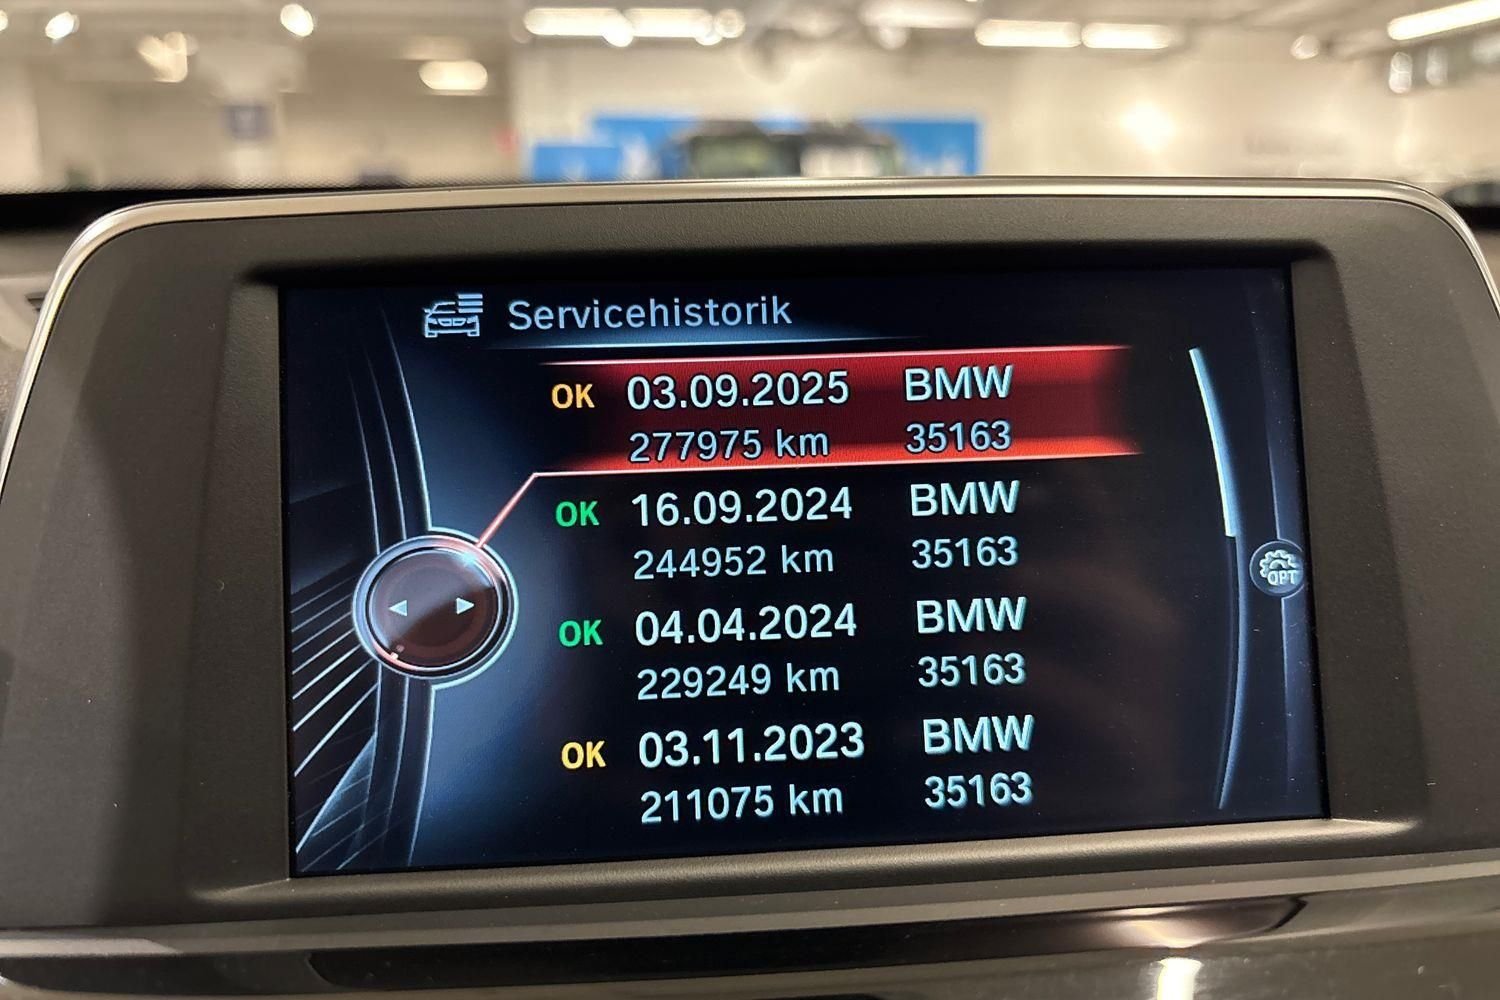 Servicehistorik
OK 03.09.2025 BMW
277975 km 35163
OK 16.09.2024 BMW
244952 km 35163
OK 04.04.2024 BMW
229249 km 35163
OK 03.11.2023 BMW
211075 km 35163
OPT